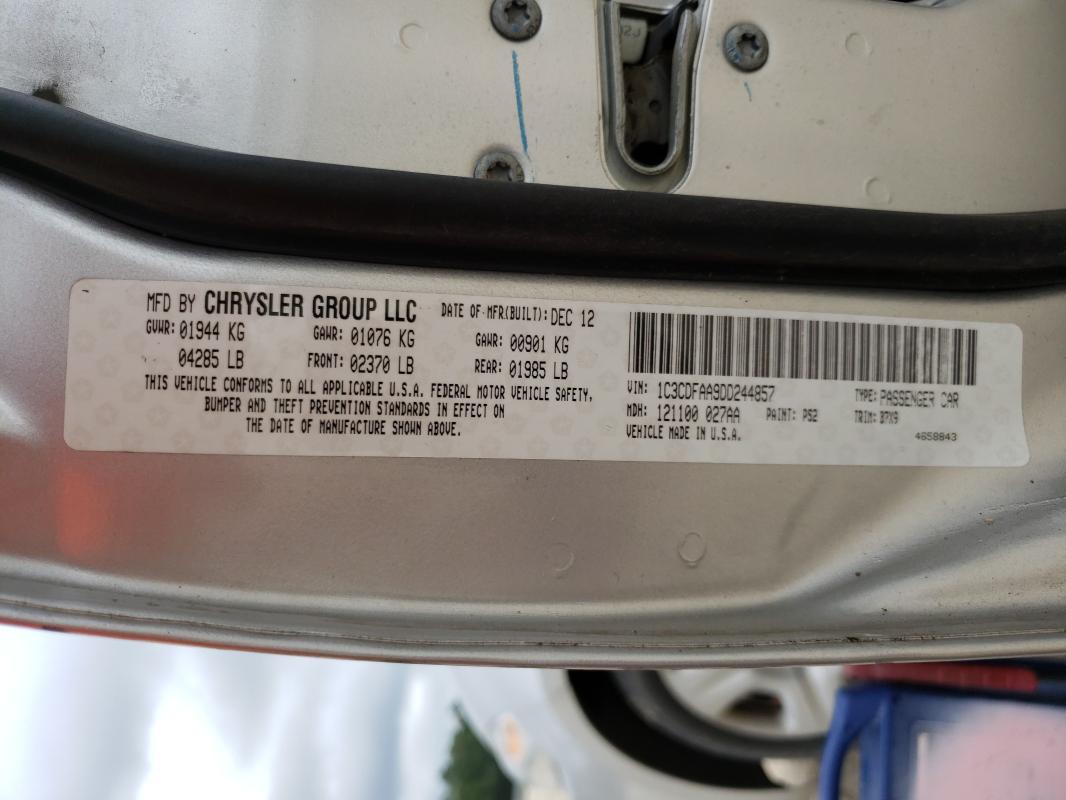 MFD BY CHRYSLER GROUP LLC DATE OF MFR(BUILT): DEC 12
GVWR: 01944 KG GAWR: 01076 KG GAWR: 00901 KG
04285 LB FRONT: 02370 LB REAR: 01985 LB
THIS VEHICLE CONFORMS TO ALL APPLICABLE U.S.A. FEDERAL MOTOR VEHICLE SAFETY,
BUMPER AND THEFT PREVENTION STANDARDS IN EFFECT ON
THE DATE OF MANUFACTURE SHOWN ABOVE.
VIN: 1C3CDFAA9DD244857 TYPE: PASSENGER CAR
MDH: 121100 027AA PAINT: PS2 TRIM: B7X9
VEHICLE MADE IN U.S.A. 4658843